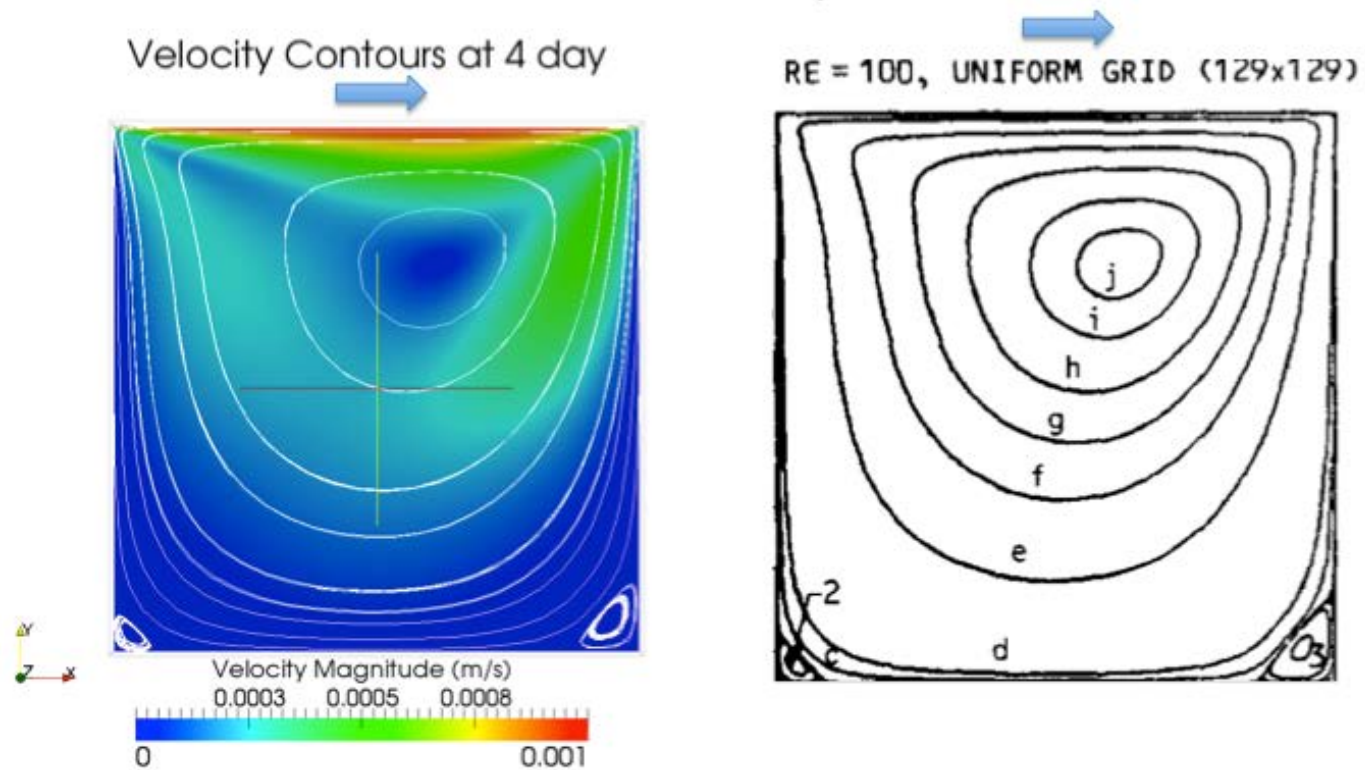 Velocity Contours at 4 day
Y
Z X
Velocity Magnitude (m/s)
0.0003 0.0005 0.0008
0 0.001
RE = 100, UNIFORM GRID (129x129)
j
i
h
g
f
e
2
c d 3